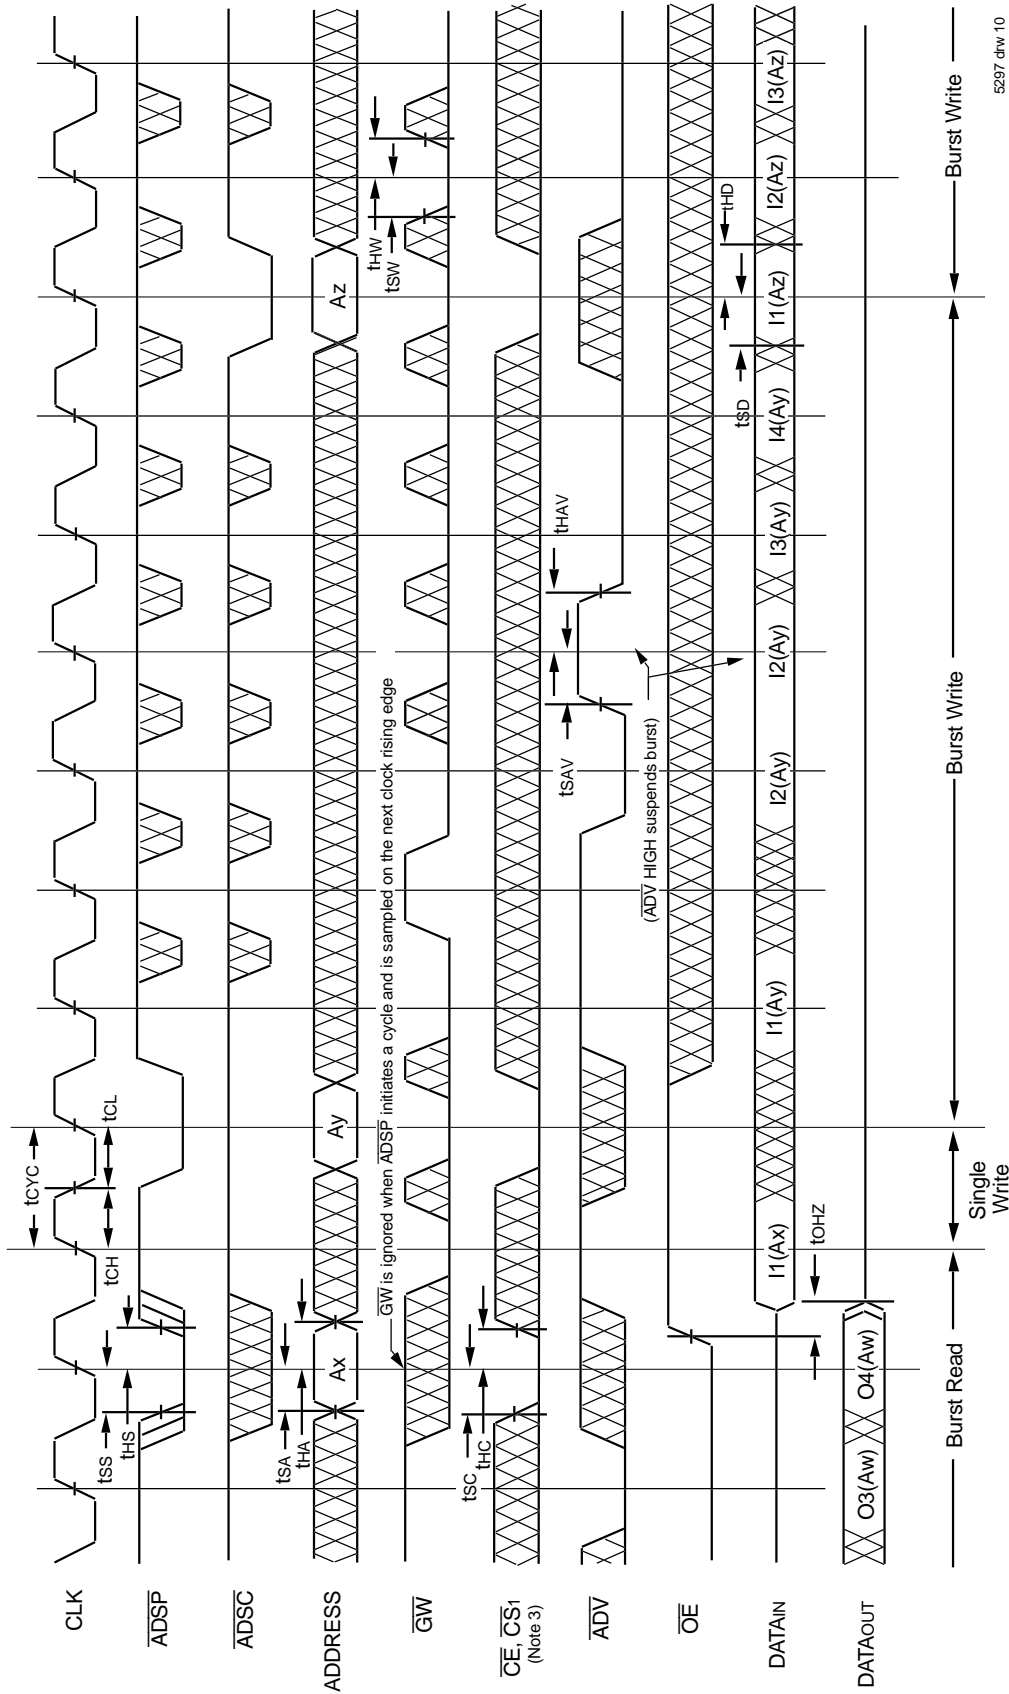 CLK
tCYC
tCH
tCL
ADSP
tSS
tHS
ADSC
ADDRESS
tSA
tHA
Ax
Ay
Az
GW
GW is ignored when ADSP initiates a cycle and is sampled on the next clock rising edge
tHW
tSW
CE, CS1
(Note 3)
tSC
tHC
ADV
tSAV
tHAV
(ADV HIGH suspends burst)
OE
DATAIN
I1(Ax)
I1(Ay)
I2(Ay)
I2(Ay)
I3(Ay)
I4(Ay)
I1(Az)
I2(Az)
I3(Az)
tSD
tHD
tOHZ
DATAOUT
O3(Aw)
O4(Aw)
Burst Read
Single
Write
Burst Write
Burst Write
5297 drw 10